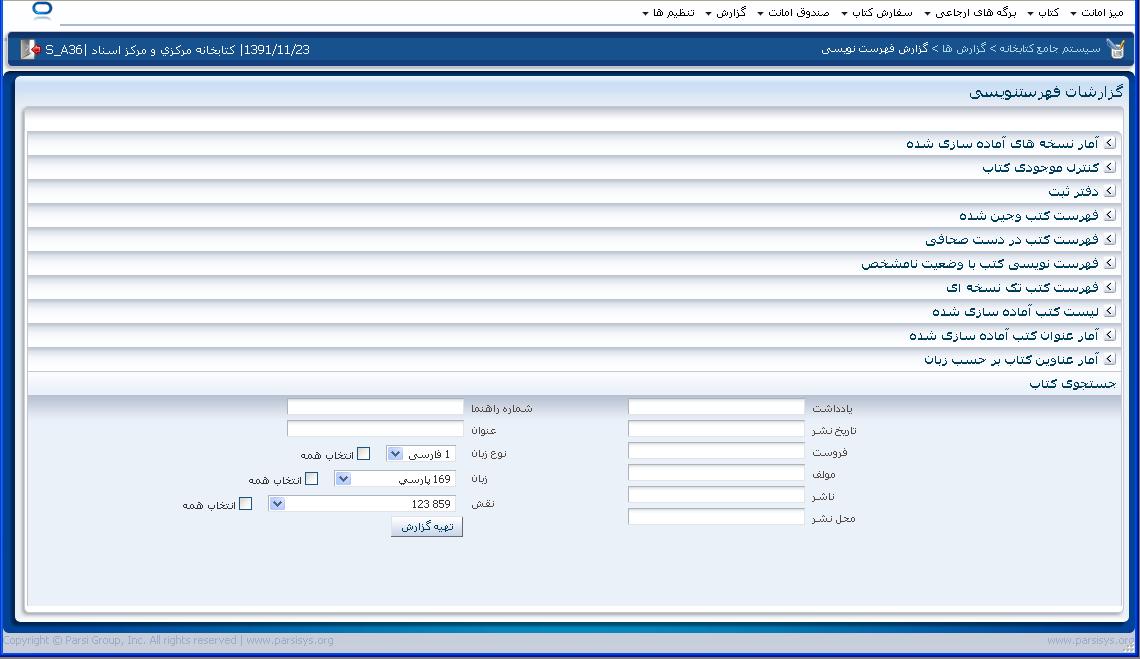 میز امانت کتاب برگه های ارجاعی سفارش کتاب صندوق امانت گزارش تنظیم ها
سیستم جامع کتابخانه > گزارش ها > گزارش فهرست نویسی
1391/11/23| کتابخانه مرکزي و مرکز اسناد |S_A36
گزارشات فهرستنویسی
آمار نسخه های آماده سازی شده
کنترل موجودی کتاب
دفتر ثبت
فهرست کتب وجین شده
فهرست کتب در دست صحافی
فهرست نویسی کتب با وضعیت نامشخص
فهرست کتب تک نسخه ای
لیست کتب آماده سازی شده
آمار عنوان کتب آماده سازی شده
آمار عناوین کتاب بر حسب زبان
جستجوی کتاب
یادداشت
تاریخ نشر
فروست
مولف
ناشر
محل نشر
شماره راهنما
عنوان
نوع زبان 1 فارسی انتخاب همه
زبان 169 پارسی انتخاب همه
نقش 123 859 انتخاب همه
تهیه گزارش
Copyright © Parsi Group, Inc. All rights reserved | www.parsisys.org
www.parsisys.org